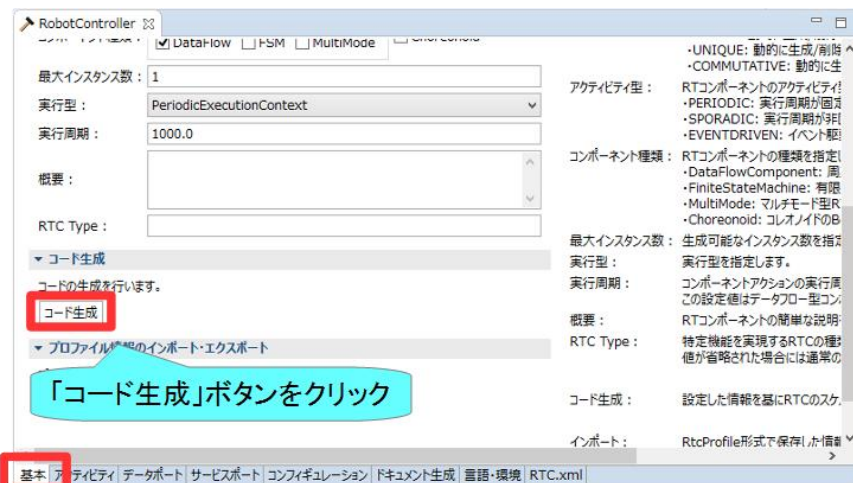 RobotController
DataFlow FSM MultiMode
最大インスタンス数： 1
実行型： PeriodicExecutionContext
実行周期： 1000.0
概要：
RTC Type：
コード生成
コードの生成を行います。
コード生成
プロファイル情報のインポート・エクスポート
「コード生成」ボタンをクリック
・UNIQUE: 動的に生成/削除
・COMMUTATIVE: 動的に生
アクティビティ型： RTコンポーネントのアクティビティ
・PERIODIC: 実行周期が固定
・SPORADIC: 実行周期が非
・EVENTDRIVEN: イベント駆
コンポーネント種類： RTコンポーネントの種類を指定し
・DataFlowComponent: 周
・FiniteStateMachine: 有限
・MultiMode: マルチモード型R
・Choreonoid: コレオノイドのB
最大インスタンス数： 生成可能なインスタンス数を指定
実行型： 実行型を指定します。
実行周期： コンポーネントアクションの実行周
この設定値はデータフロー型コン
概要： RTコンポーネントの簡単な説明
RTC Type： 特定機能を実現するRTCの種
値が省略された場合には通常の
コード生成： 設定した情報を基にRTCのスケ
インポート： RtcProfile形式で保存した情報
基本 アクティビティ データポート サービスポート コンフィギュレーション ドキュメント生成 言語・環境 RTC.xml